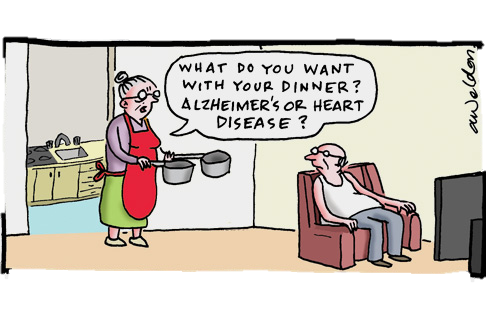 WHAT DO YOU WANT
WITH YOUR DINNER?
ALZHEIMER'S OR HEART
DISEASE?
aWeldon